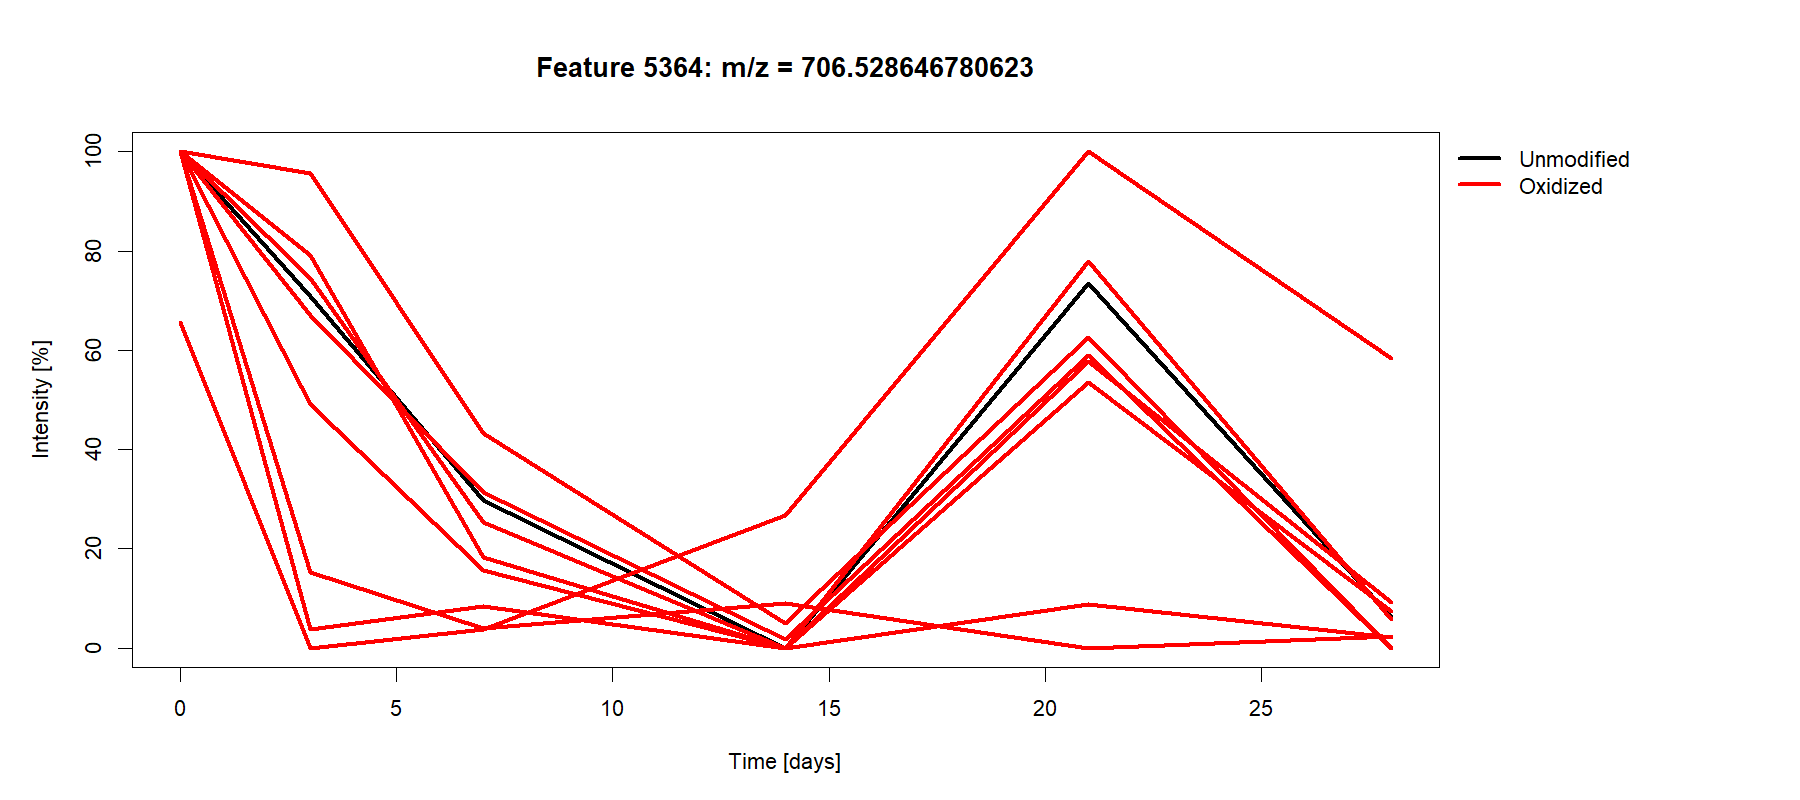 Feature 5364: m/z = 706.528646780623
Unmodified
Oxidized
Intensity [%]
100
80
60
40
20
0
0 5 10 15 20 25
Time [days]